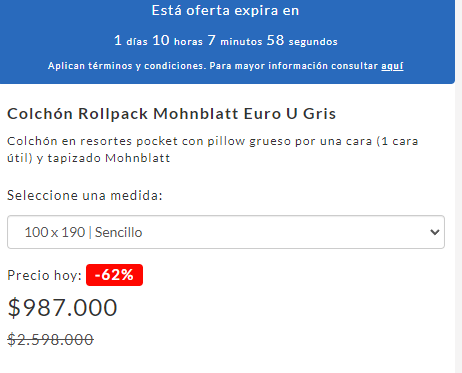 Está oferta expira en
1 días 10 horas 7 minutos 58 segundos
Aplican términos y condiciones. Para mayor información consultar aquí
Colchón Rollpack Mohnblatt Euro U Gris
Colchón en resortes pocket con pillow grueso por una cara (1 cara
útil) y tapizado Mohnblatt
Seleccione una medida:
100 x 190 | Sencillo
Precio hoy: -62%
$987.000
$2.598.000